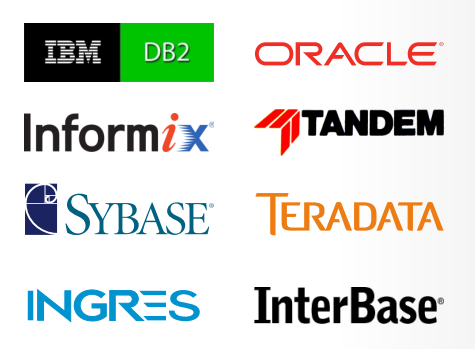 IBM DB2
ORACLE®
Informix®
TANDEM
SYBASE®
TERADATA
INGRES
InterBase®